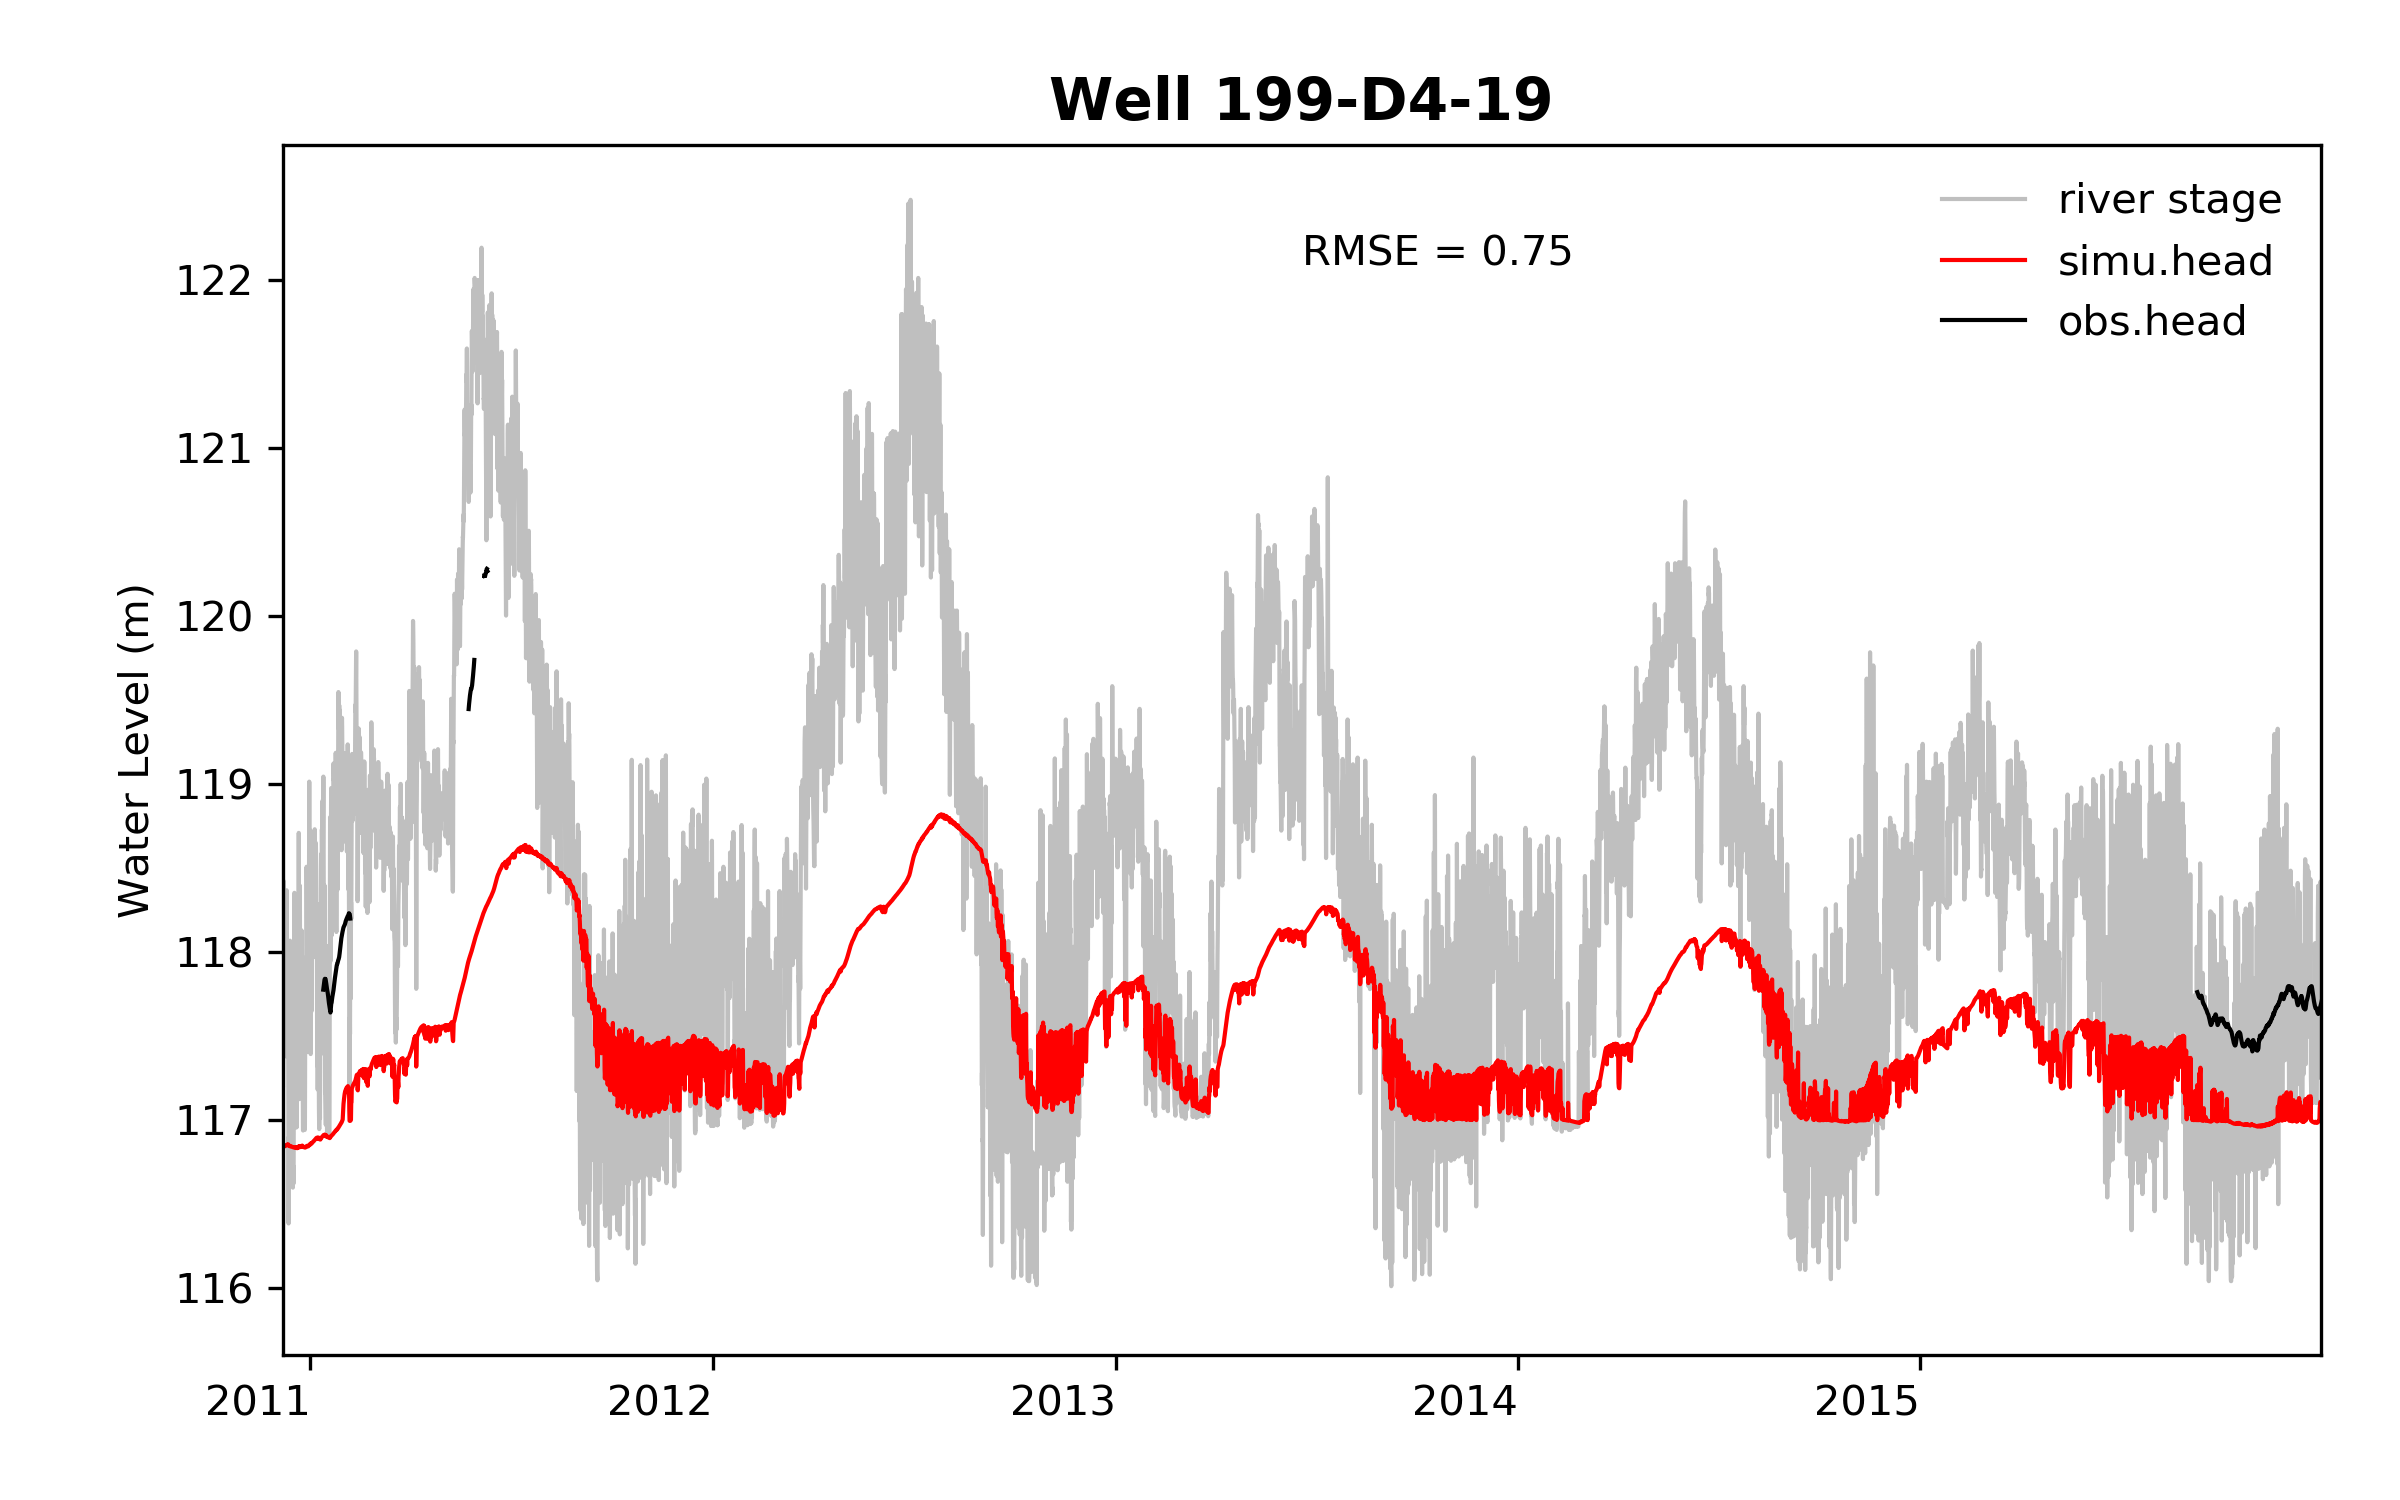 Well 199-D4-19
RMSE = 0.75
river stage
simu.head
obs.head
Water Level (m)
122
121
120
119
118
117
116
2011
2012
2013
2014
2015